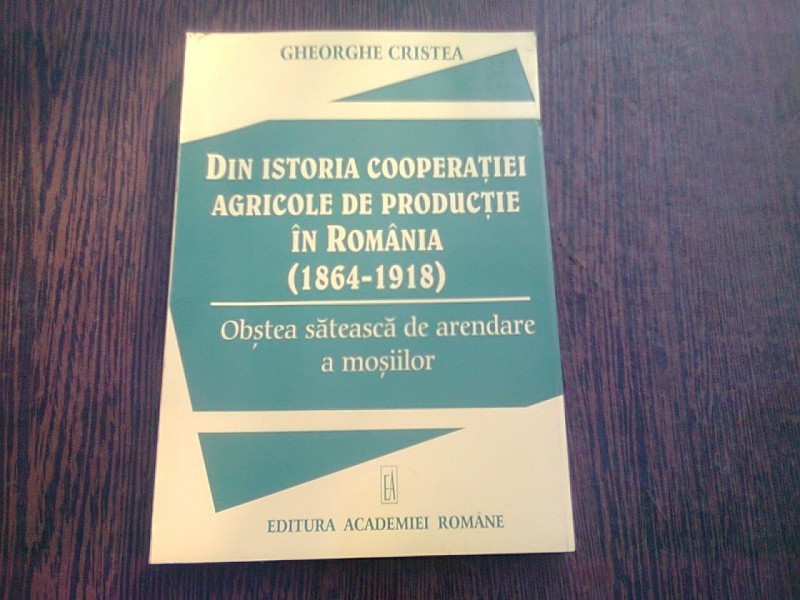 GHEORGHE CRISTEA
DIN ISTORIA COOPERAȚIEI
AGRICOLE DE PRODUCȚIE
ÎN ROMÂNIA
(1864-1918)
Obștea sătească de arendare
a moșiilor
EA
EDITURA ACADEMIEI ROMÂNE